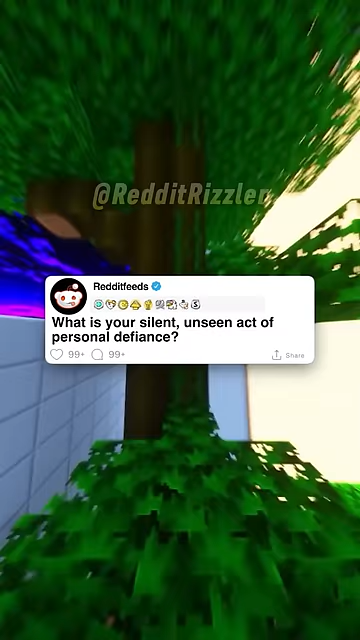 @RedditRizzler
Redditfeeds
What is your silent, unseen act of
personal defiance?
99+ 99+ Share